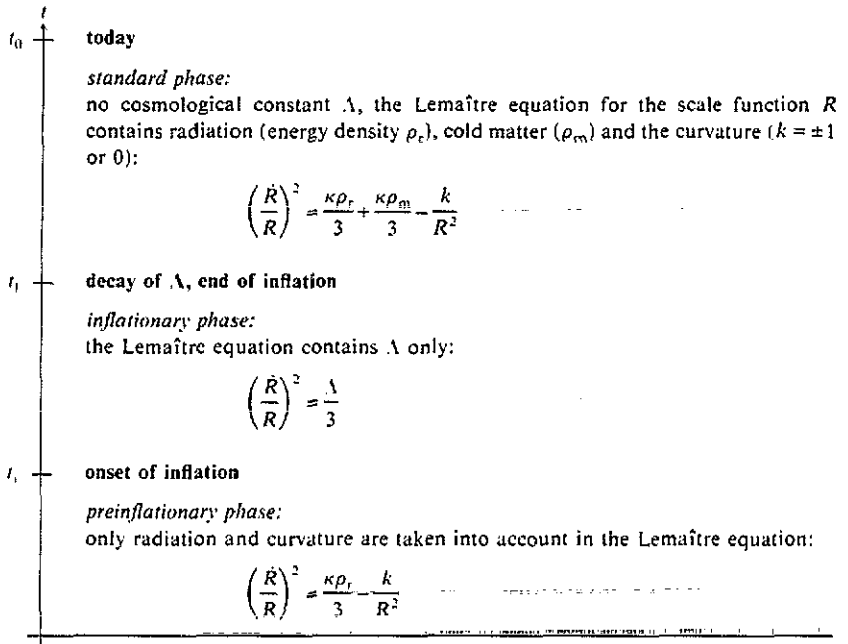 t
t₀ today
standard phase:
no cosmological constant Λ, the Lemaître equation for the scale function R
contains radiation (energy density ρᵣ), cold matter (ρₘ) and the curvature (k = ±1
or 0):
(Ṙ/R)² = κρᵣ/3 + κρₘ/3 − k/R²
decay of Λ, end of inflation
inflationary phase:
the Lemaître equation contains Λ only:
(Ṙ/R)² = Λ/3
onset of inflation
preinflationary phase:
only radiation and curvature are taken into account in the Lemaître equation:
(Ṙ/R)² = κρᵣ/3 − k/R²